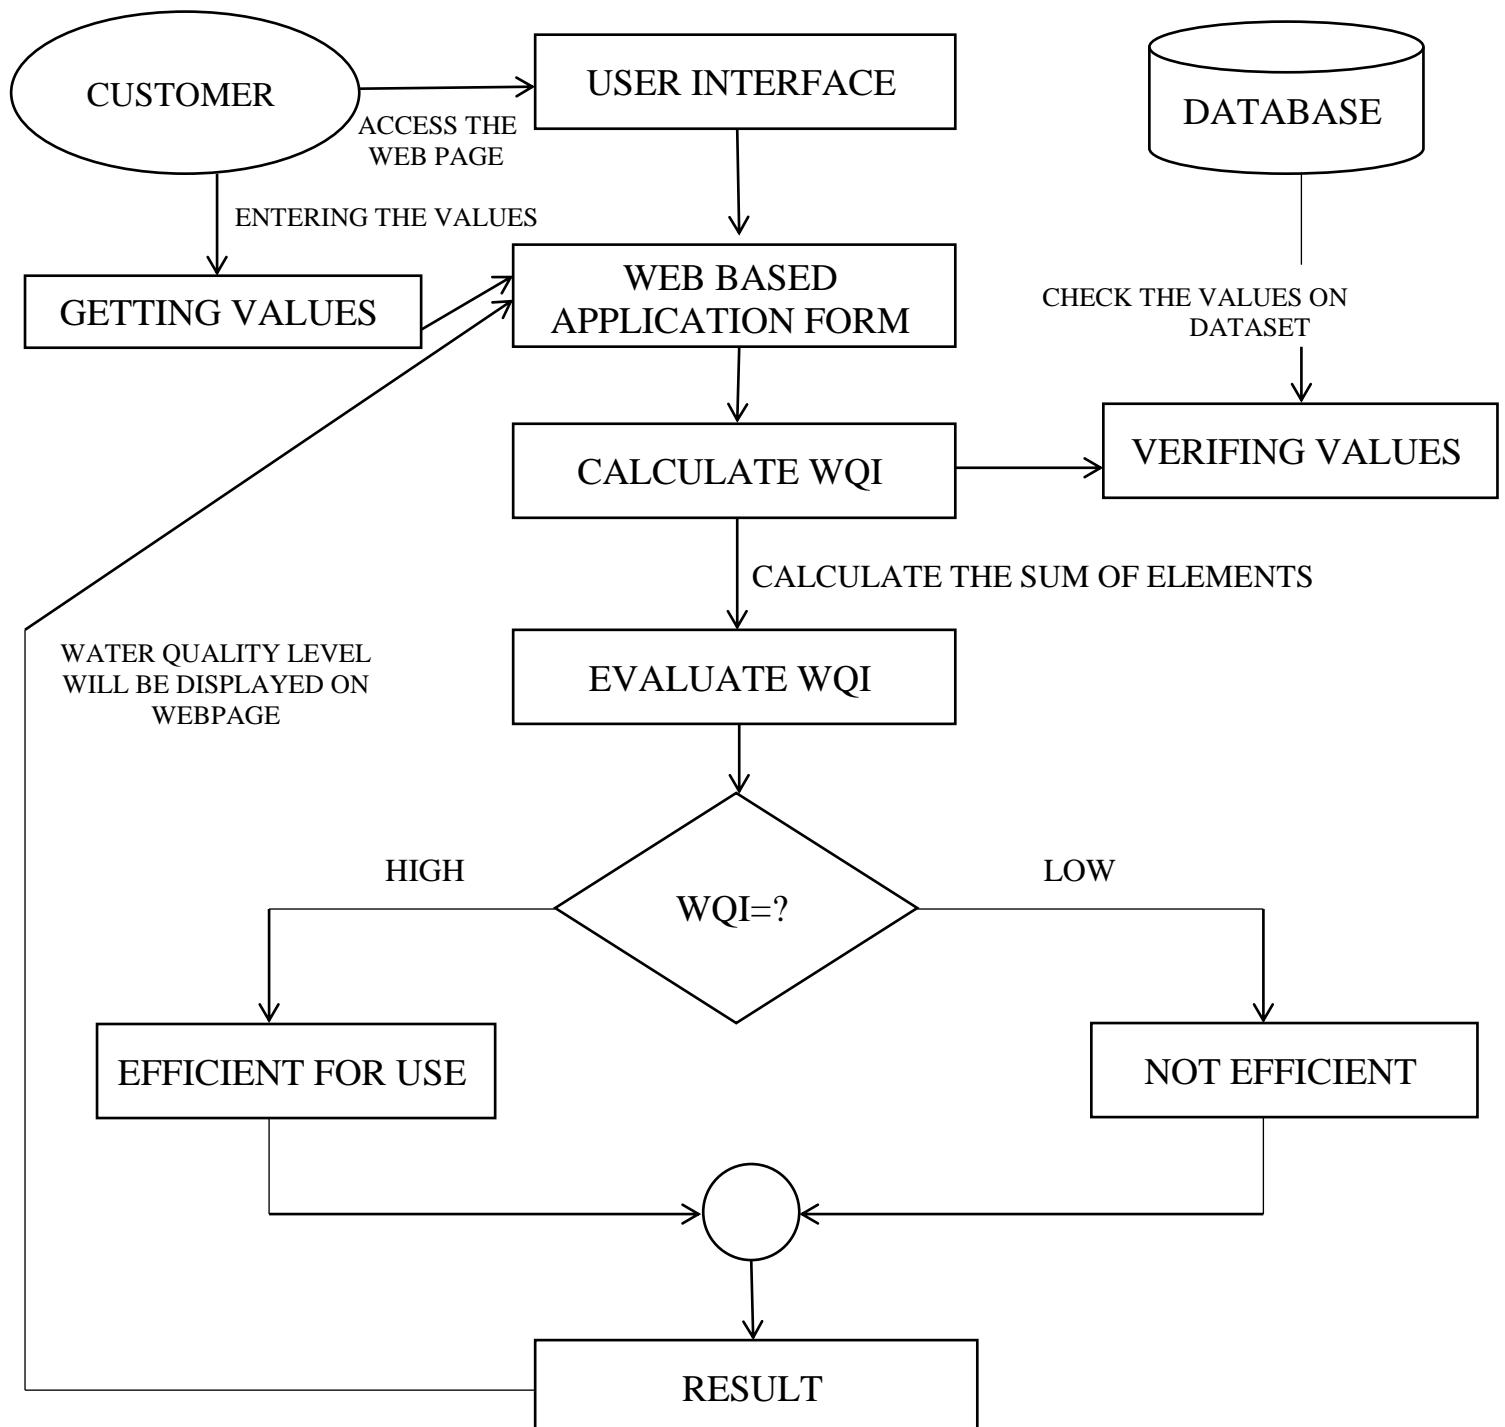 CUSTOMER
USER INTERFACE
DATABASE
ACCESS THE
WEB PAGE
ENTERING THE VALUES
GETTING VALUES
WEB BASED
APPLICATION FORM
CHECK THE VALUES ON
DATASET
CALCULATE WQI
VERIFING VALUES
CALCULATE THE SUM OF ELEMENTS
WATER QUALITY LEVEL
WILL BE DISPLAYED ON
WEBPAGE
EVALUATE WQI
HIGH
LOW
WQI=?
EFFICIENT FOR USE
NOT EFFICIENT
RESULT